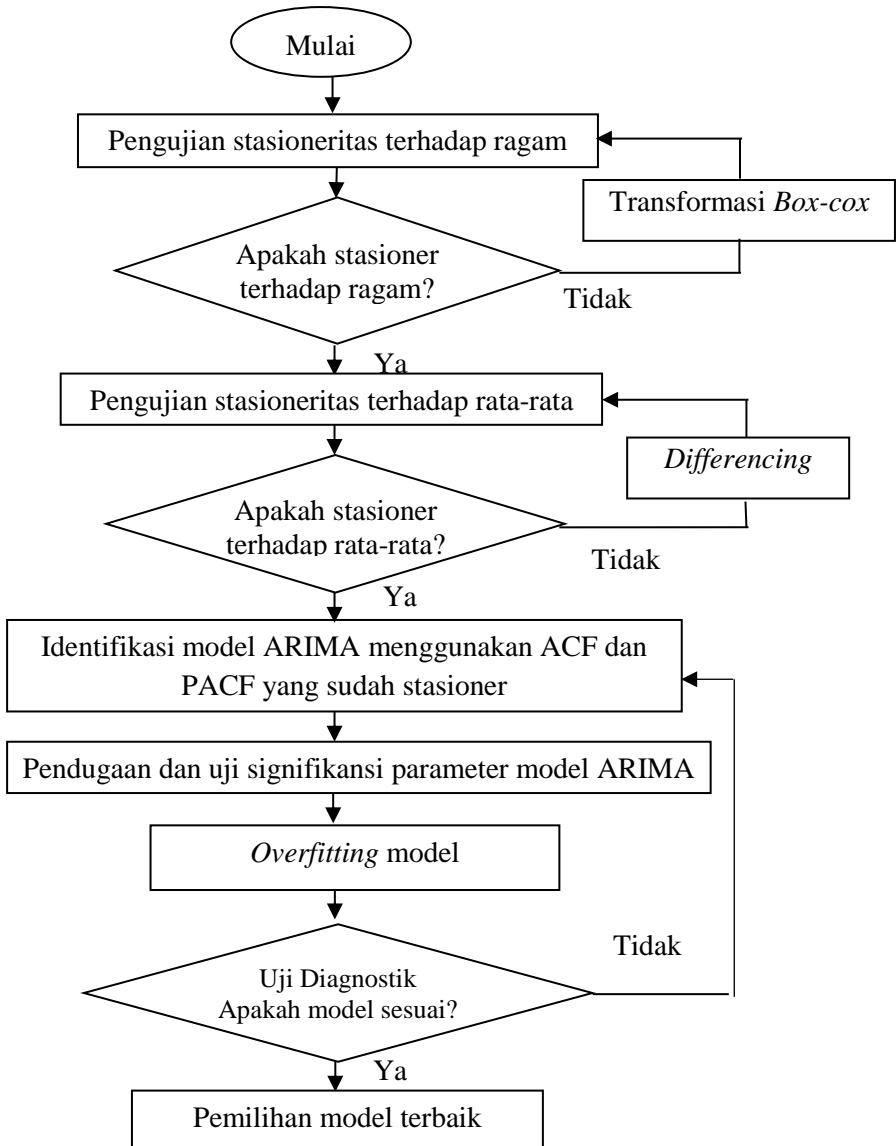 Mulai
Pengujian stasioneritas terhadap ragam
Transformasi Box-cox
Apakah stasioner
terhadap ragam?
Tidak
Ya
Pengujian stasioneritas terhadap rata-rata
Differencing
Apakah stasioner
terhadap rata-rata?
Tidak
Ya
Identifikasi model ARIMA menggunakan ACF dan
PACF yang sudah stasioner
Pendugaan dan uji signifikansi parameter model ARIMA
Overfitting model
Tidak
Uji Diagnostik
Apakah model sesuai?
Ya
Pemilihan model terbaik